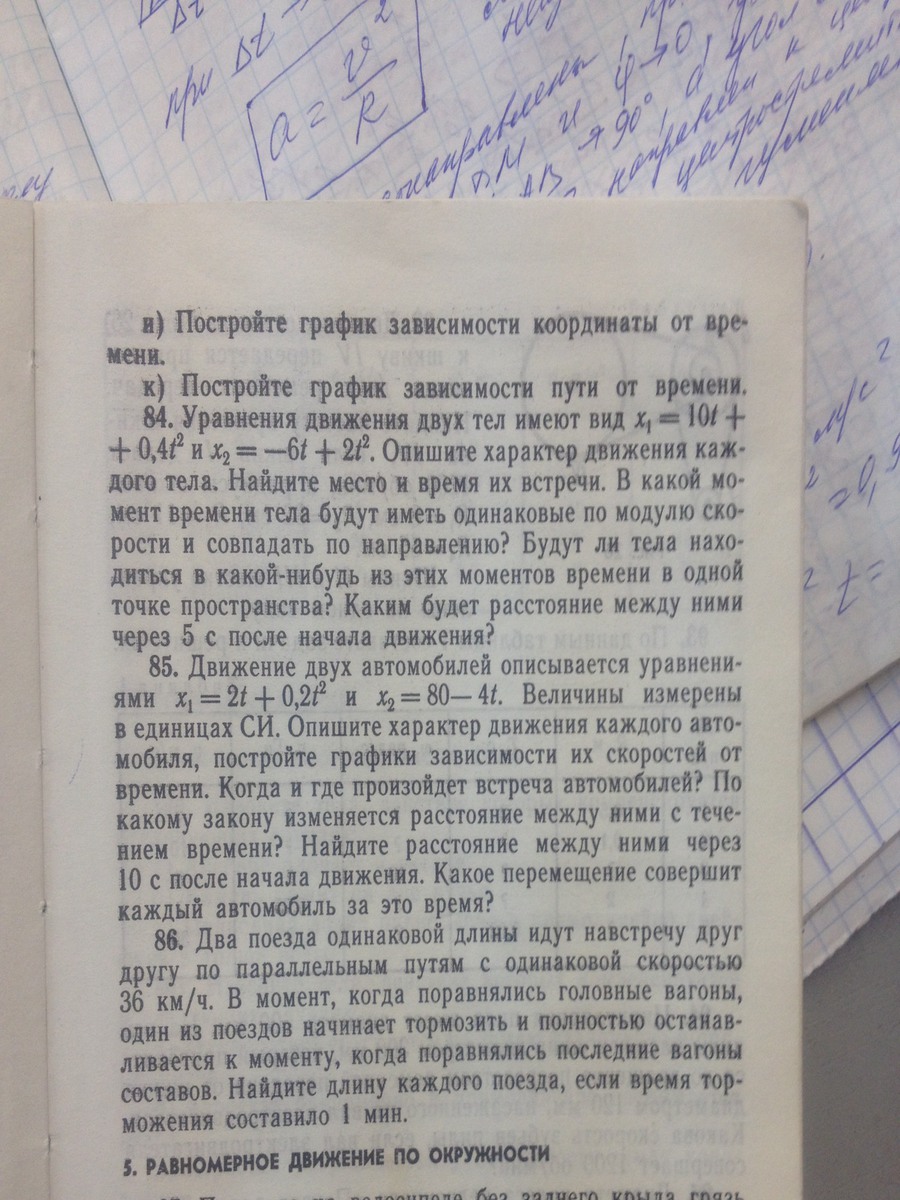 при Δt →
a = v²/R
и φ→0, а угол
→ 90°
и) Постройте график зависимости координаты от вре-
мени.
к) Постройте график зависимости пути от времени.
84. Уравнения движения двух тел имеют вид x₁ = 10t +
+ 0,4t² и x₂ = —6t + 2t². Опишите характер движения каж-
дого тела. Найдите место и время их встречи. В какой мо-
мент времени тела будут иметь одинаковые по модулю ско-
рости и совпадать по направлению? Будут ли тела нахо-
диться в какой-нибудь из этих моментов времени в одной
точке пространства? Каким будет расстояние между ними
через 5 с после начала движения?
85. Движение двух автомобилей описывается уравнени-
ями x₁ = 2t + 0,2t² и x₂ = 80— 4t. Величины измерены
в единицах СИ. Опишите характер движения каждого авто-
мобиля, постройте графики зависимости их скоростей от
времени. Когда и где произойдет встреча автомобилей? По
какому закону изменяется расстояние между ними с тече-
нием времени? Найдите расстояние между ними через
10 с после начала движения. Какое перемещение совершит
каждый автомобиль за это время?
86. Два поезда одинаковой длины идут навстречу друг
другу по параллельным путям с одинаковой скоростью
36 км/ч. В момент, когда поравнялись головные вагоны,
один из поездов начинает тормозить и полностью останав-
ливается к моменту, когда поравнялись последние вагоны
составов. Найдите длину каждого поезда, если время тор-
можения составило 1 мин.
5. РАВНОМЕРНОЕ ДВИЖЕНИЕ ПО ОКРУЖНОСТИ
без заднего крыла грязь
м/с²
t =